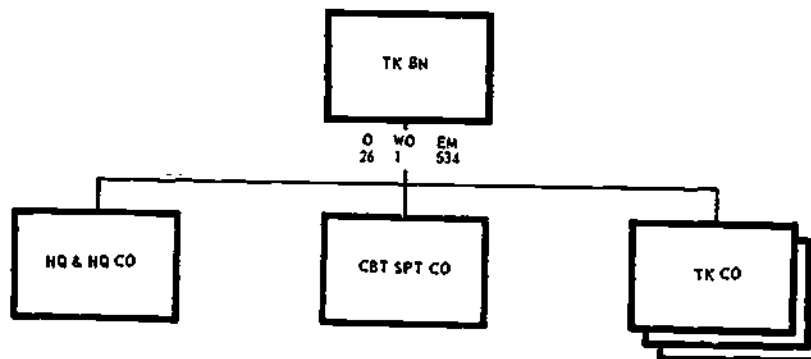 TK BN
O WO EM
26 1 534
HQ & HQ CO
CBT SPT CO
TK CO